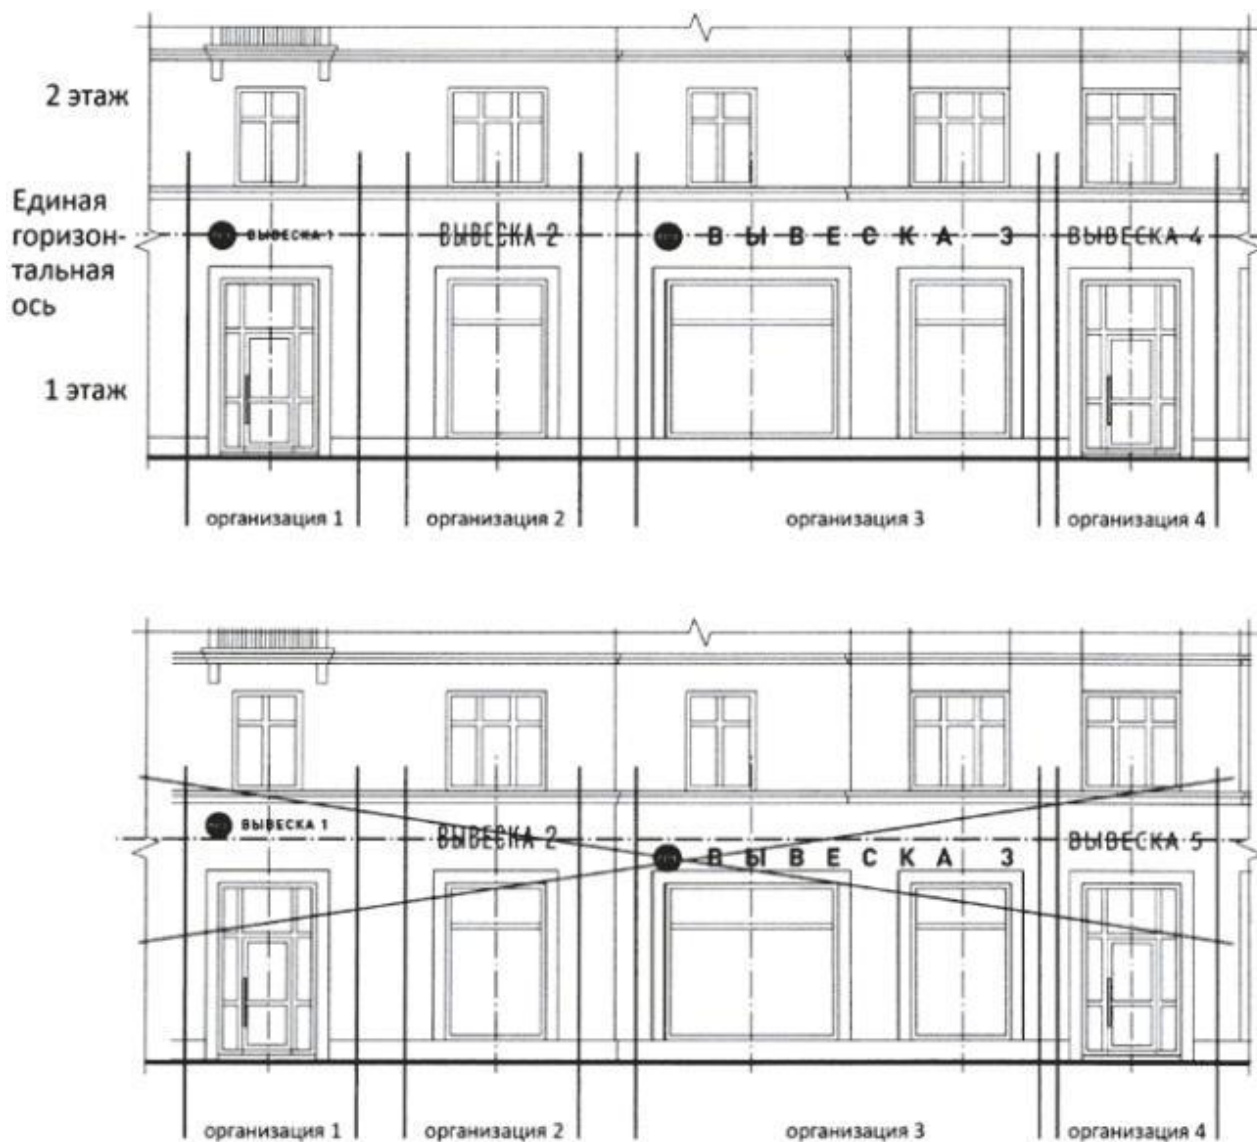 2 этаж
Единая
горизон-
тальная
ось
ВЫВЕСКА 1
ВЫВЕСКА 2
ВЫВЕСКА 3
ВЫВЕСКА 4
1 этаж
организация 1
организация 2
организация 3
организация 4
ВЫВЕСКА 1
ВЫВЕСКА 2
ВЫВЕСКА 3
ВЫВЕСКА 5
организация 1
организация 2
организация 3
организация 4